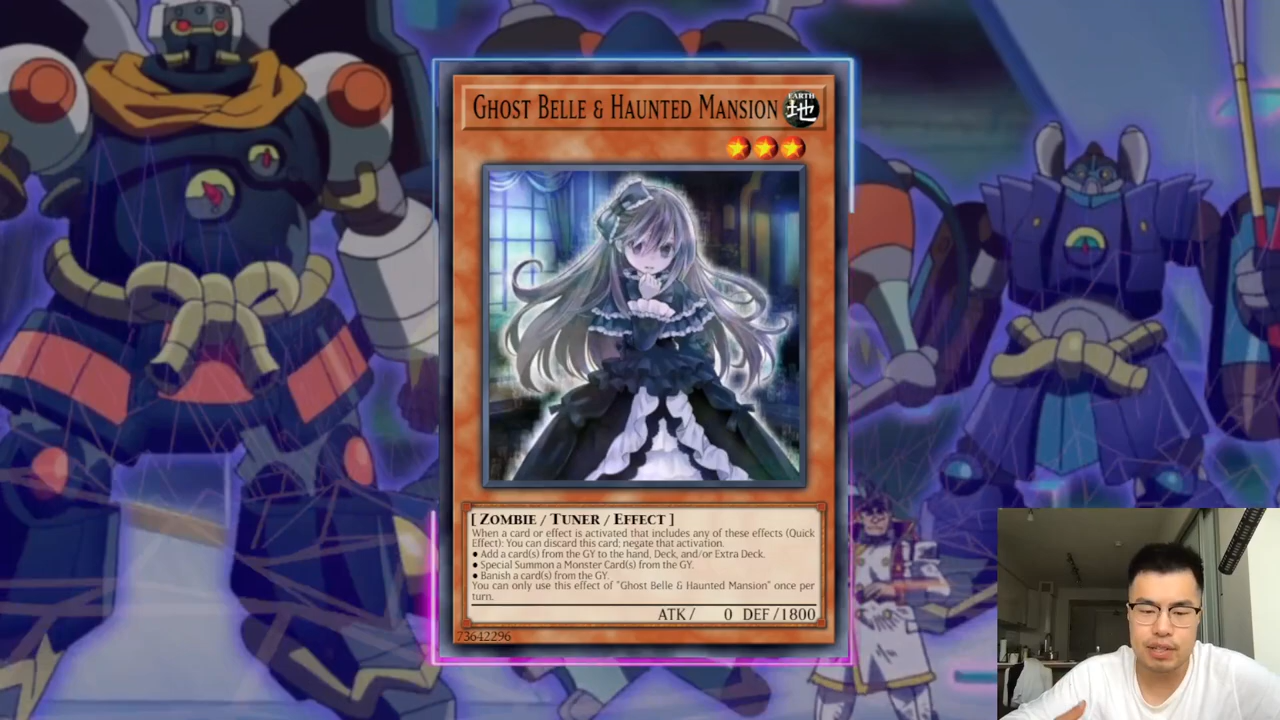 GHOST BELLE & HAUNTED MANSION
EARTH
地
[ ZOMBIE / TUNER / EFFECT ]
When a card or effect is activated that includes any of these effects (Quick
Effect): You can discard this card; negate that activation.
● Add a card(s) from the GY to the hand, Deck, and/or Extra Deck.
● Special Summon a Monster Card(s) from the GY.
● Banish a card(s) from the GY.
You can only use this effect of "Ghost Belle & Haunted Mansion" once per
turn.
ATK/ 0 DEF/1800
73642296